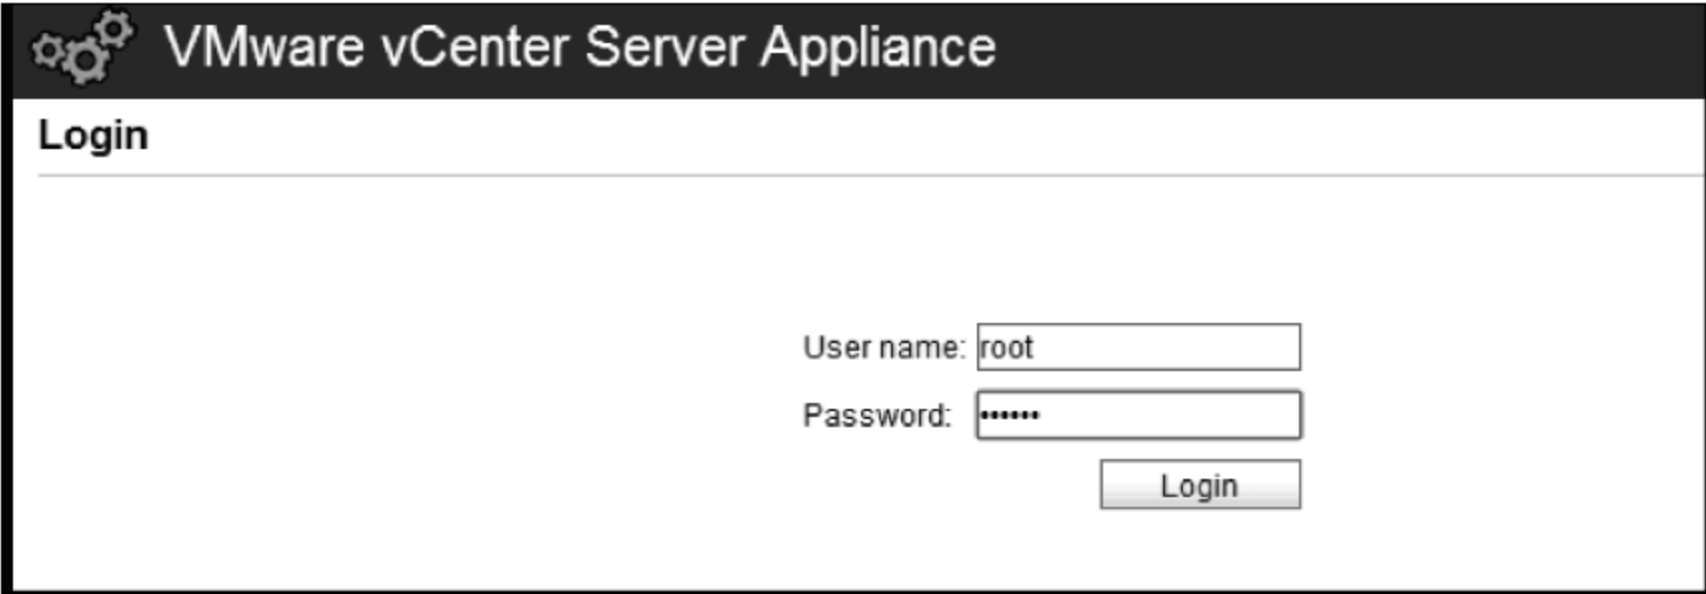 VMware vCenter Server Appliance
Login
User name: root
Password: ••••••
Login